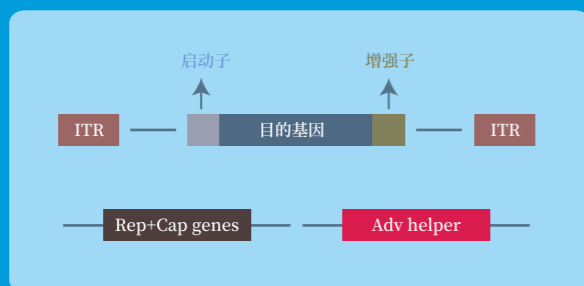 启动子
增强子
ITR
目的基因
ITR
Rep+Cap genes
Adv helper